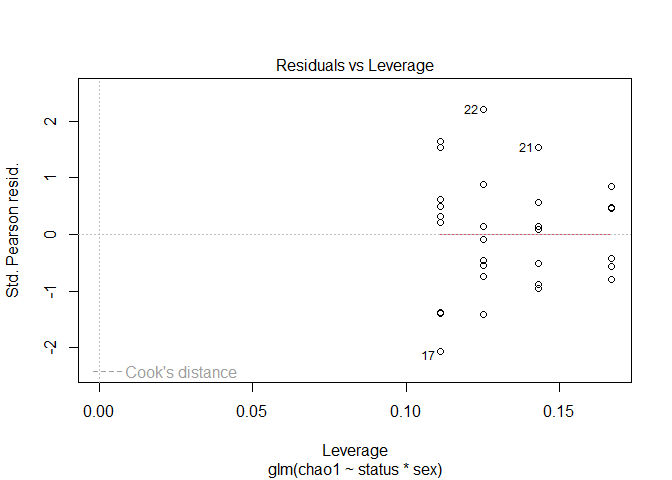 Residuals vs Leverage
Std. Pearson resid.
2
1
0
-1
-2
22
21
17
Cook's distance
0.00 0.05 0.10 0.15
Leverage
glm(chao1 ~ status * sex)